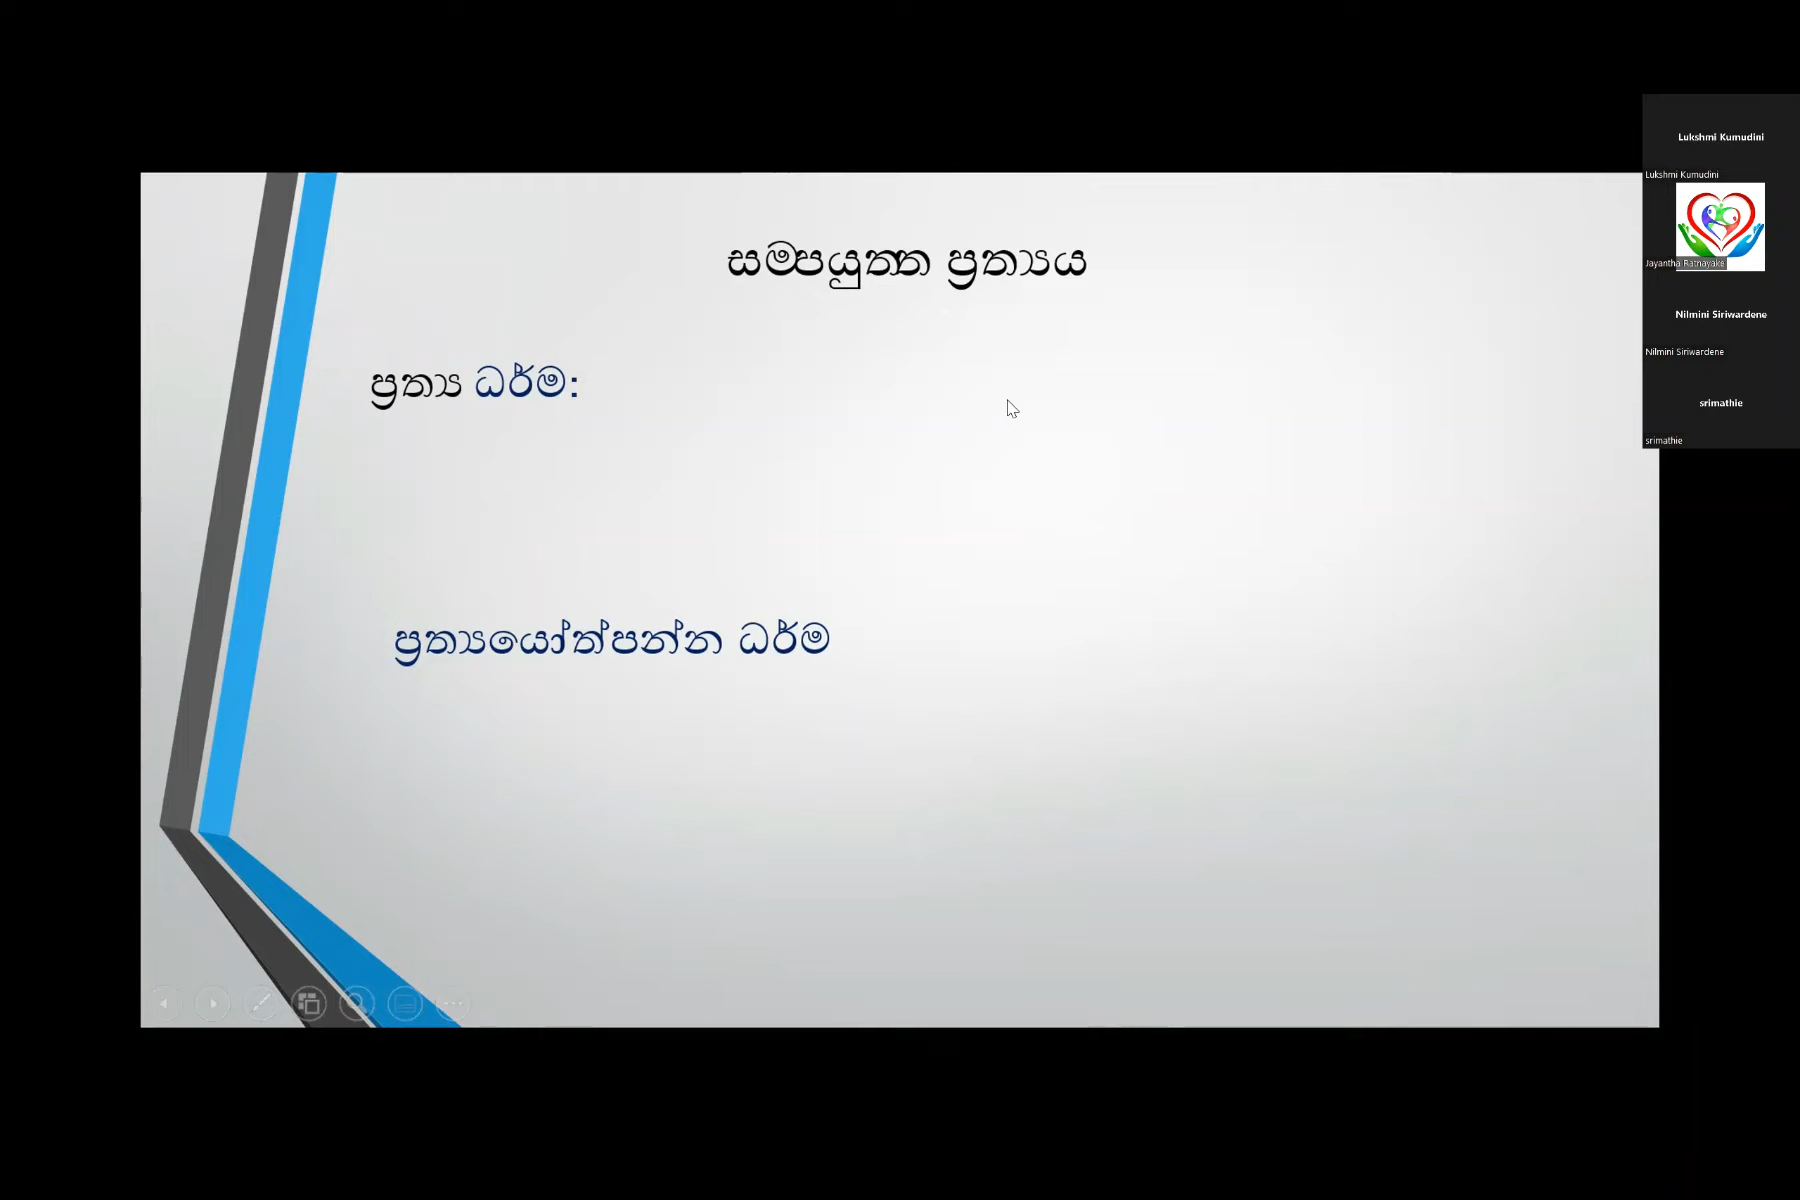 සම්පයුත්ත ප්‍රත්‍යය
ප්‍රත්‍ය ධර්ම:
ප්‍රත්‍යයෝත්පන්න ධර්ම
Lukshmi Kumudini
Lukshmi Kumudini
Jayantha Ratnayake
Nilmini Siriwardene
Nilmini Siriwardene
srimathie
srimathie